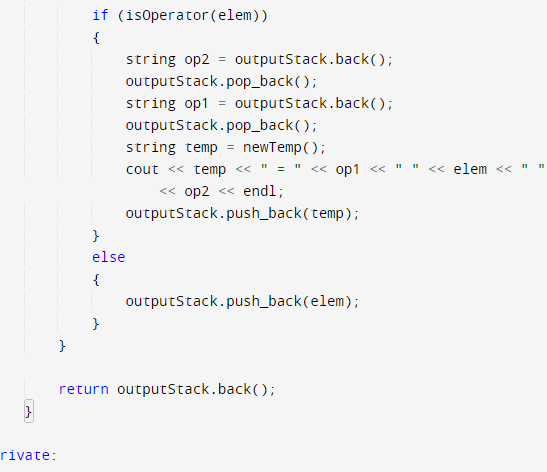 if (isOperator(elem))
{
string op2 = outputStack.back();
outputStack.pop_back();
string op1 = outputStack.back();
outputStack.pop_back();
string temp = newTemp();
cout << temp << " = " << op1 << " " << elem << " "
<< op2 << endl;
outputStack.push_back(temp);
}
else
{
outputStack.push_back(elem);
}
}
return outputStack.back();
}
rivate: